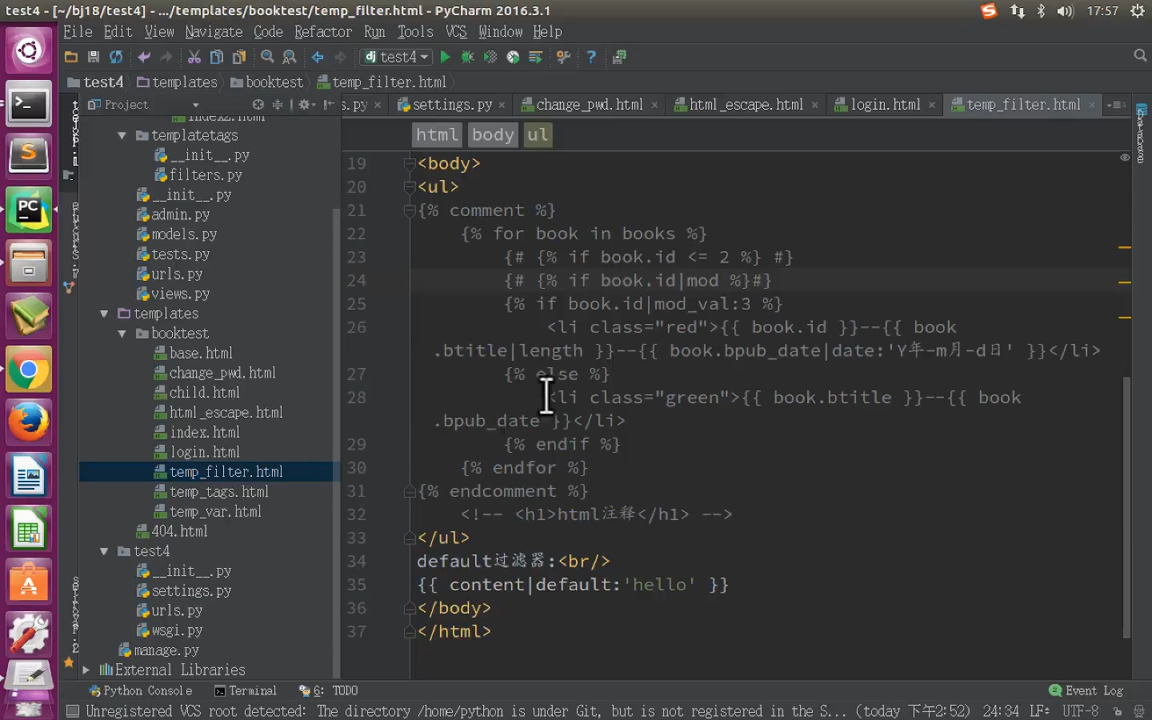 test4 - [~/bj18/test4] - .../templates/booktest/temp_filter.html - PyCharm 2016.3.1
17:57
File Edit View Navigate Code Refactor Run Tools VCS Window Help
dj test4
test4 templates booktest temp_filter.html
Project
s.py settings.py change_pwd.html html_escape.html login.html temp_filter.html
html body ul
index2.html
templatetags
__init__.py
filters.py
__init__.py
admin.py
models.py
tests.py
urls.py
views.py
templates
booktest
base.html
change_pwd.html
child.html
html_escape.html
index.html
login.html
temp_filter.html
temp_tags.html
temp_var.html
404.html
test4
__init__.py
settings.py
urls.py
wsgi.py
manage.py
External Libraries
19 <body>
20 <ul>
21 {% comment %}
22 {% for book in books %}
23 {# {% if book.id <= 2 %} #}
24 {# {% if book.id|mod %}#}
25 {% if book.id|mod_val:3 %}
26 <li class="red">{{ book.id }}--{{ book
.btitle|length }}--{{ book.bpub_date|date:'Y年-m月-d日' }}</li>
27 {% else %}
28 <li class="green">{{ book.btitle }}--{{ book
.bpub_date }}</li>
29 {% endif %}
30 {% endfor %}
31 {% endcomment %}
32 <!-- <h1>html注释</h1> -->
33 </ul>
34 default过滤器:<br/>
35 {{ content|default:'hello' }}
36 </body>
37 </html>
Python Console Terminal 6: TODO Event Log
Unregistered VCS root detected: The directory /home/python is under Git, but is not registered in the S... (today 下午2:52) 24:34 LF÷ UTF-8÷